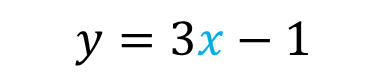 y = 3x − 1